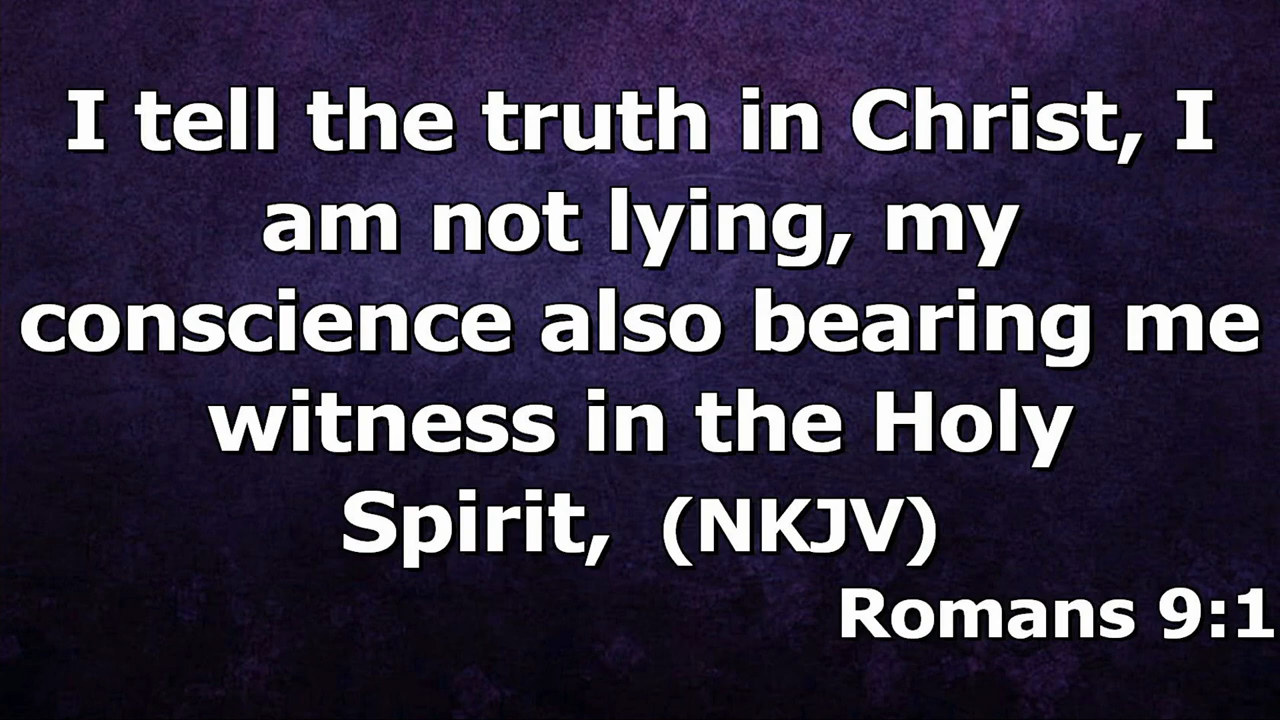 I tell the truth in Christ, I
am not lying, my
conscience also bearing me
witness in the Holy
Spirit, (NKJV)
Romans 9:1